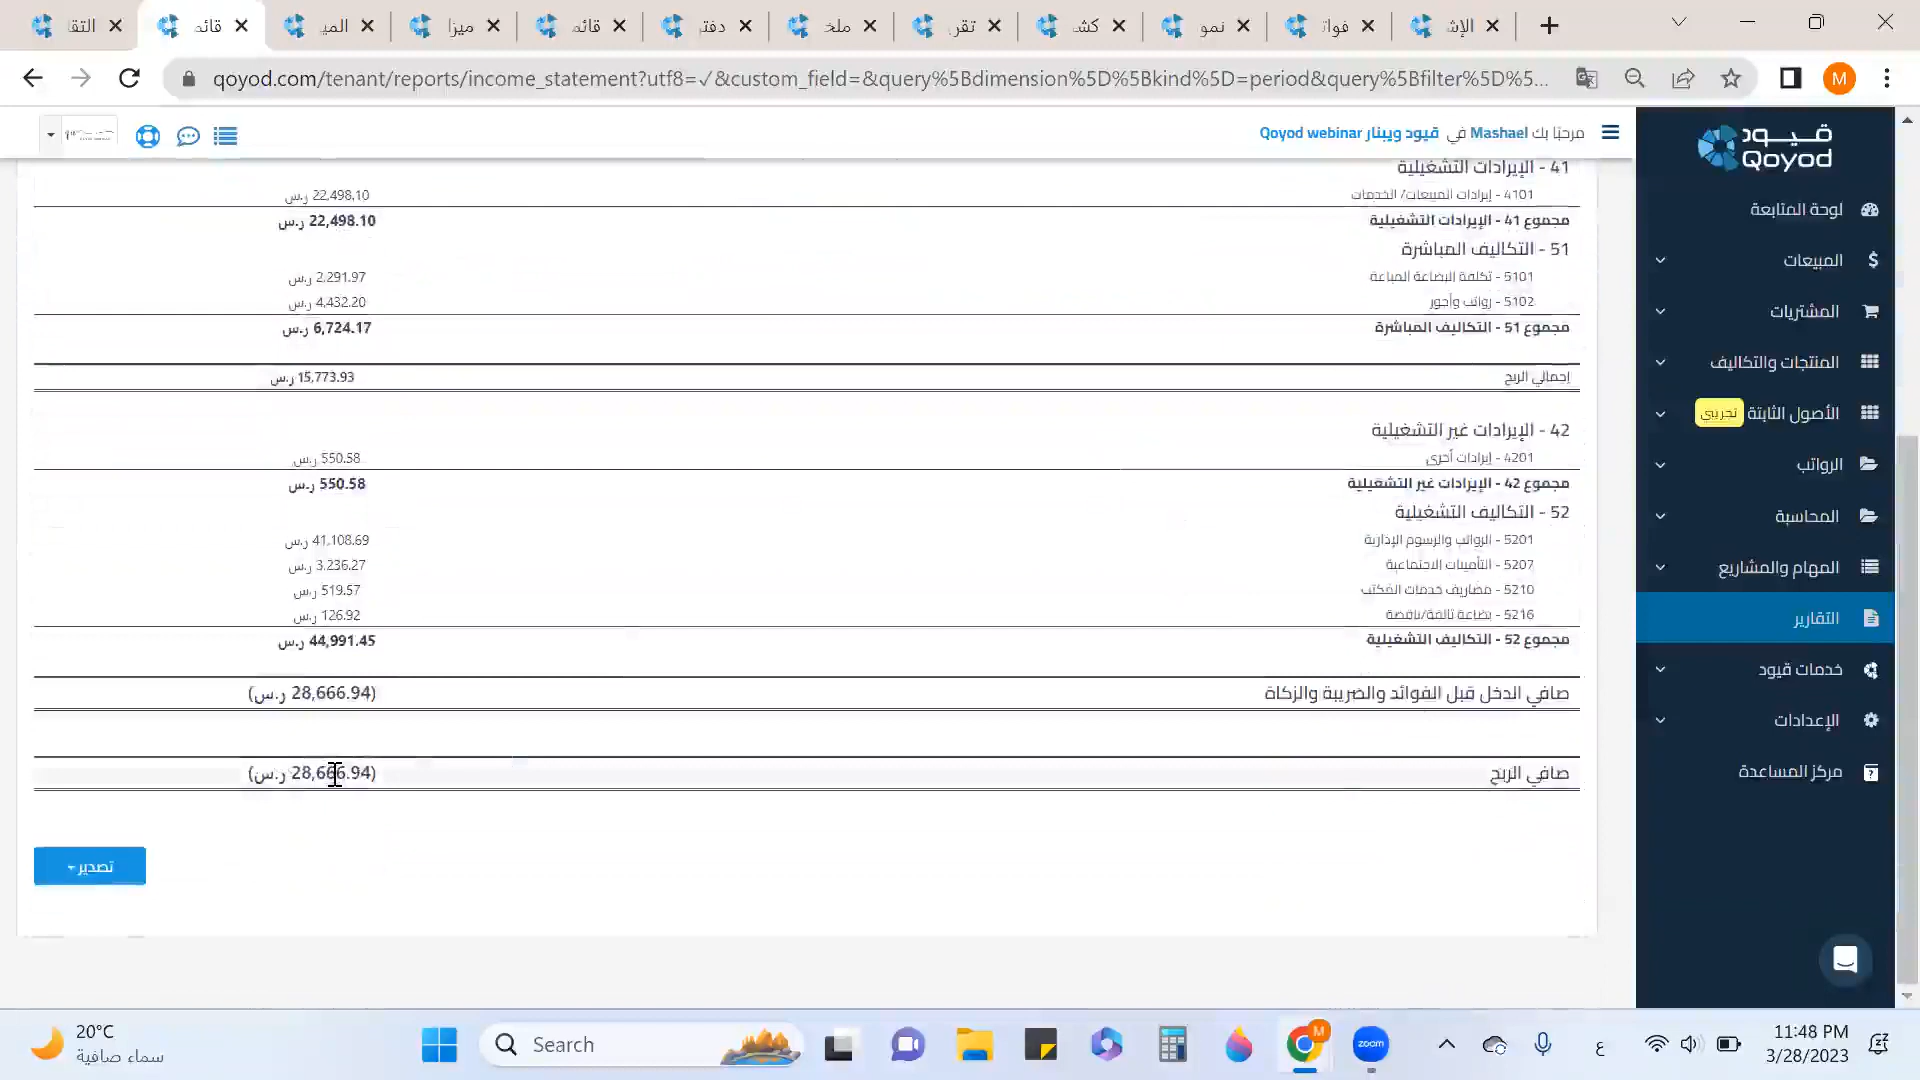 التقا
قائم
المي
ميزا
قائم
دفتر
ملخ
تقر
كش
نمو
فوات
الإش
qoyod.com/tenant/reports/income_statement?utf8=✓&custom_field=&query%5Bdimension%5D%5Bkind%5D=period&query%5Bfilter%5D%5...
M
مرحبًا بك Mashael في قيود ويبنار Qoyod webinar
قيود
Qoyod
41 - الإيرادات التشغيلية
4101 - إيرادات المبيعات/ الخدمات 22,498.10 ر.س
مجموع 41 - الإيرادات التشغيلية 22,498.10 ر.س
51 - التكاليف المباشرة
5101 - تكلفة البضاعة المباعة 2,291.97 ر.س
5102 - رواتب وأجور 4,432.20 ر.س
مجموع 51 - التكاليف المباشرة 6,724.17 ر.س
إجمالي الربح 15,773.93 ر.س
42 - الإيرادات غير التشغيلية
4201 - إيرادات أخرى 550.58 ر.س
مجموع 42 - الإيرادات غير التشغيلية 550.58 ر.س
52 - التكاليف التشغيلية
5201 - الرواتب والرسوم الإدارية 41,108.69 ر.س
5207 - التأمينات الاجتماعية 3,236.27 ر.س
5210 - مصاريف خدمات المكتب 519.57 ر.س
5216 - بضاعة تالفة/ناقصة 126.92 ر.س
مجموع 52 - التكاليف التشغيلية 44,991.45 ر.س
صافي الدخل قبل الفوائد والضريبة والزكاة (28,666.94 ر.س)
صافي الربح (28,666.94 ر.س)
تصدير
لوحة المتابعة
المبيعات
المشتريات
المنتجات والتكاليف
الأصول الثابتة تجريبي
الرواتب
المحاسبة
المهام والمشاريع
التقارير
خدمات قيود
الإعدادات
مركز المساعدة
20°C
سماء صافية
Search
M
zoom
ع
11:48 PM
3/28/2023